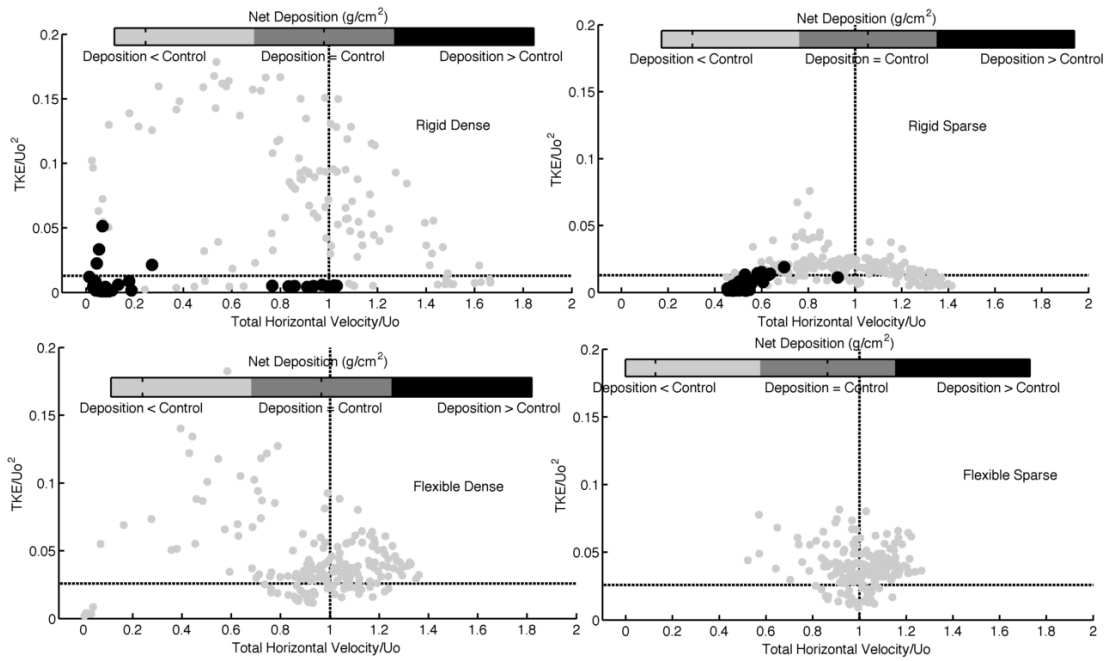 Net Deposition (g/cm²)
Deposition < Control Deposition = Control Deposition > Control
0.2
0.15
0.1
0.05
0
TKE/Uo²
Rigid Dense
0 0.2 0.4 0.6 0.8 1 1.2 1.4 1.6 1.8 2
Total Horizontal Velocity/Uo
Net Deposition (g/cm²)
Deposition < Control Deposition = Control Deposition > Control
0.2
0.15
0.1
0.05
0
TKE/Uo²
Rigid Sparse
0 0.2 0.4 0.6 0.8 1 1.2 1.4 1.6 1.8 2
Total Horizontal Velocity/Uo
Net Deposition (g/cm²)
Deposition < Control Deposition = Control Deposition > Control
0.2
0.15
0.1
0.05
0
TKE/Uo²
Flexible Dense
0 0.2 0.4 0.6 0.8 1 1.2 1.4 1.6 1.8 2
Total Horizontal Velocity/Uo
Net Deposition (g/cm²)
Deposition < Control Deposition = Control Deposition > Control
0.2
0.15
0.1
0.05
0
TKE/Uo²
Flexible Sparse
0 0.2 0.4 0.6 0.8 1 1.2 1.4 1.6 1.8 2
Total Horizontal Velocity/Uo